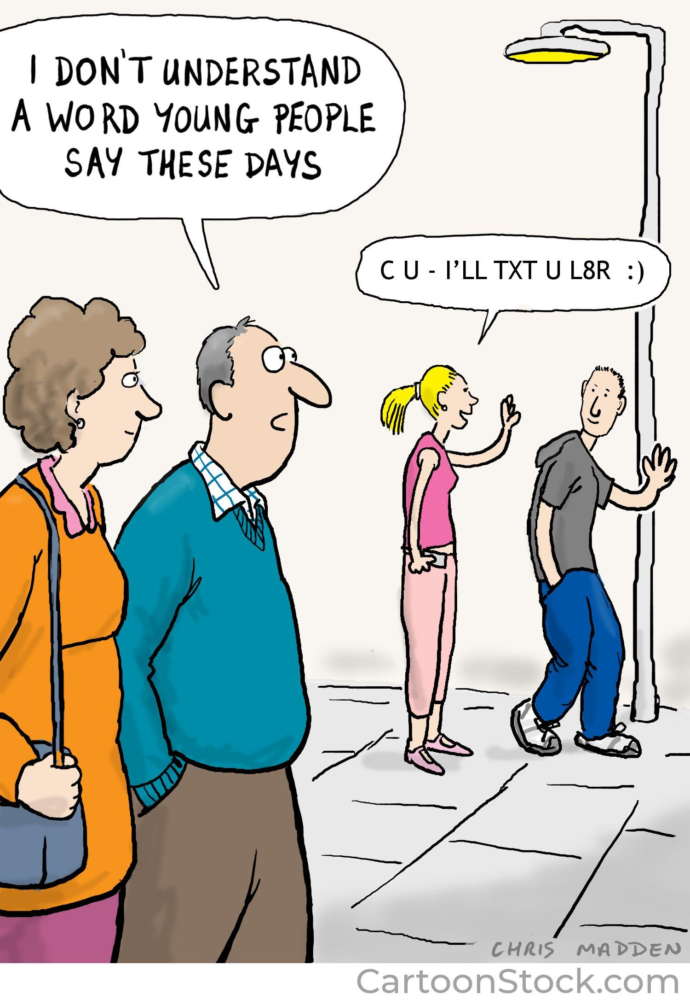 I DON'T UNDERSTAND
A WORD YOUNG PEOPLE
SAY THESE DAYS
C U - I’LL TXT U L8R :)
CHRIS MADDEN
CartoonStock.com